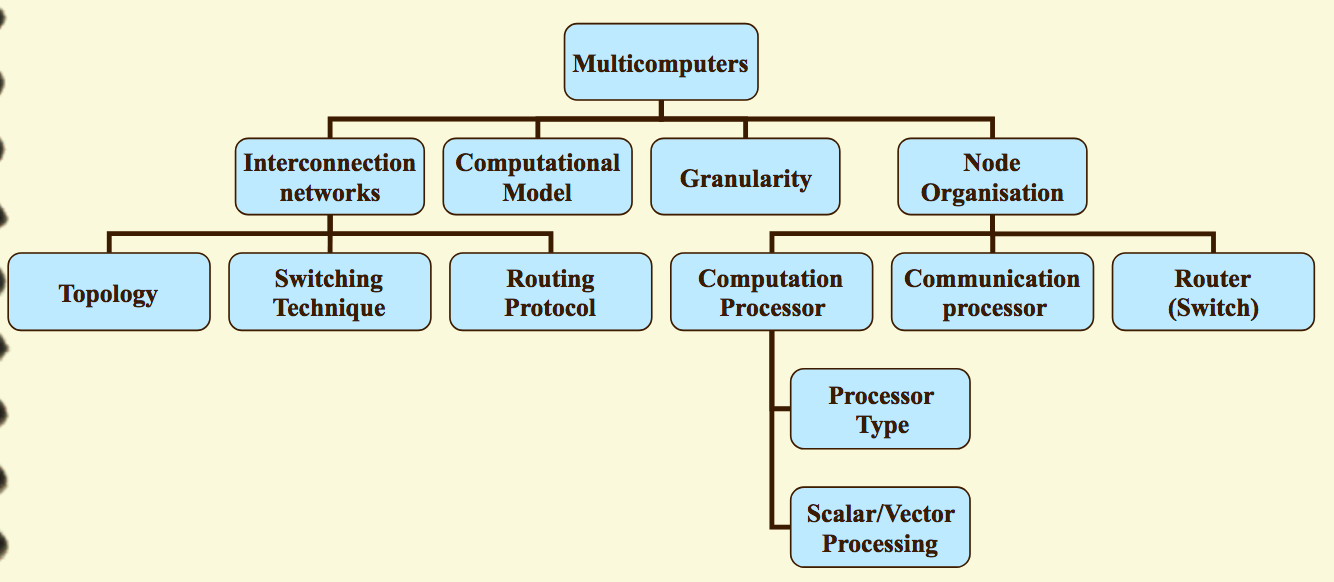 Multicomputers
Interconnection
networks
Computational
Model
Granularity
Node
Organisation
Topology
Switching
Technique
Routing
Protocol
Computation
Processor
Communication
processor
Router
(Switch)
Processor
Type
Scalar/Vector
Processing